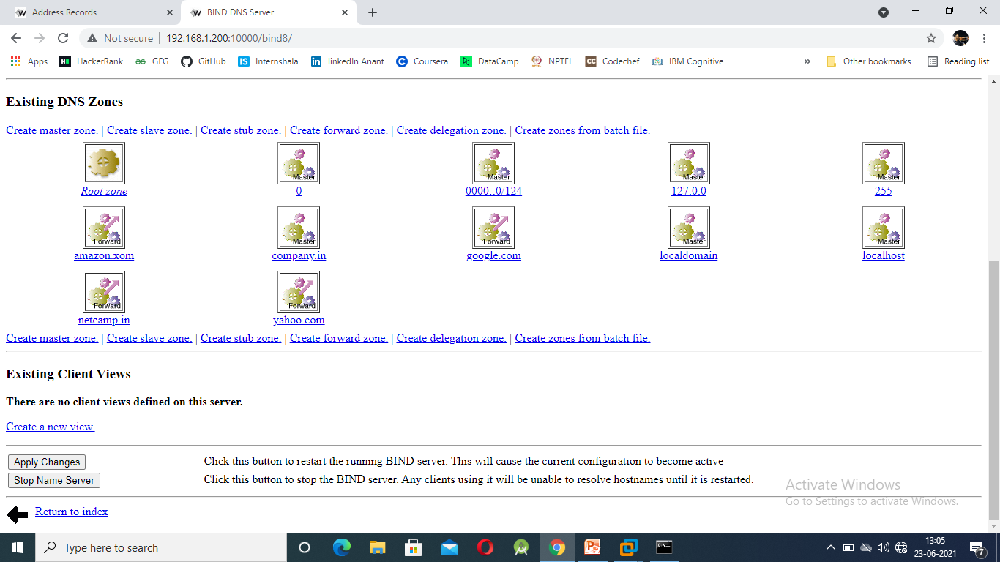 Address Records
BIND DNS Server
Not secure 192.168.1.200:10000/bind8/
Apps HackerRank GFG GitHub Internshala linkedIn Anant Coursera DataCamp NPTEL Codechef IBM Cognitive » Other bookmarks Reading list
Existing DNS Zones
Create master zone. | Create slave zone. | Create stub zone. | Create forward zone. | Create delegation zone. | Create zones from batch file.
Master Master Master Master
Root zone 0 0000::0/124 127.0.0 255
Forward Master Forward Master Master
amazon.xom company.in google.com localdomain localhost
Forward Forward
netcamp.in yahoo.com
Create master zone. | Create slave zone. | Create stub zone. | Create forward zone. | Create delegation zone. | Create zones from batch file.
Existing Client Views
There are no client views defined on this server.
Create a new view.
Apply Changes Click this button to restart the running BIND server. This will cause the current configuration to become active
Stop Name Server Click this button to stop the BIND server. Any clients using it will be unable to resolve hostnames until it is restarted.
Activate Windows
Go to Settings to activate Windows.
Return to index
Type here to search
13:05
23-06-2021
7